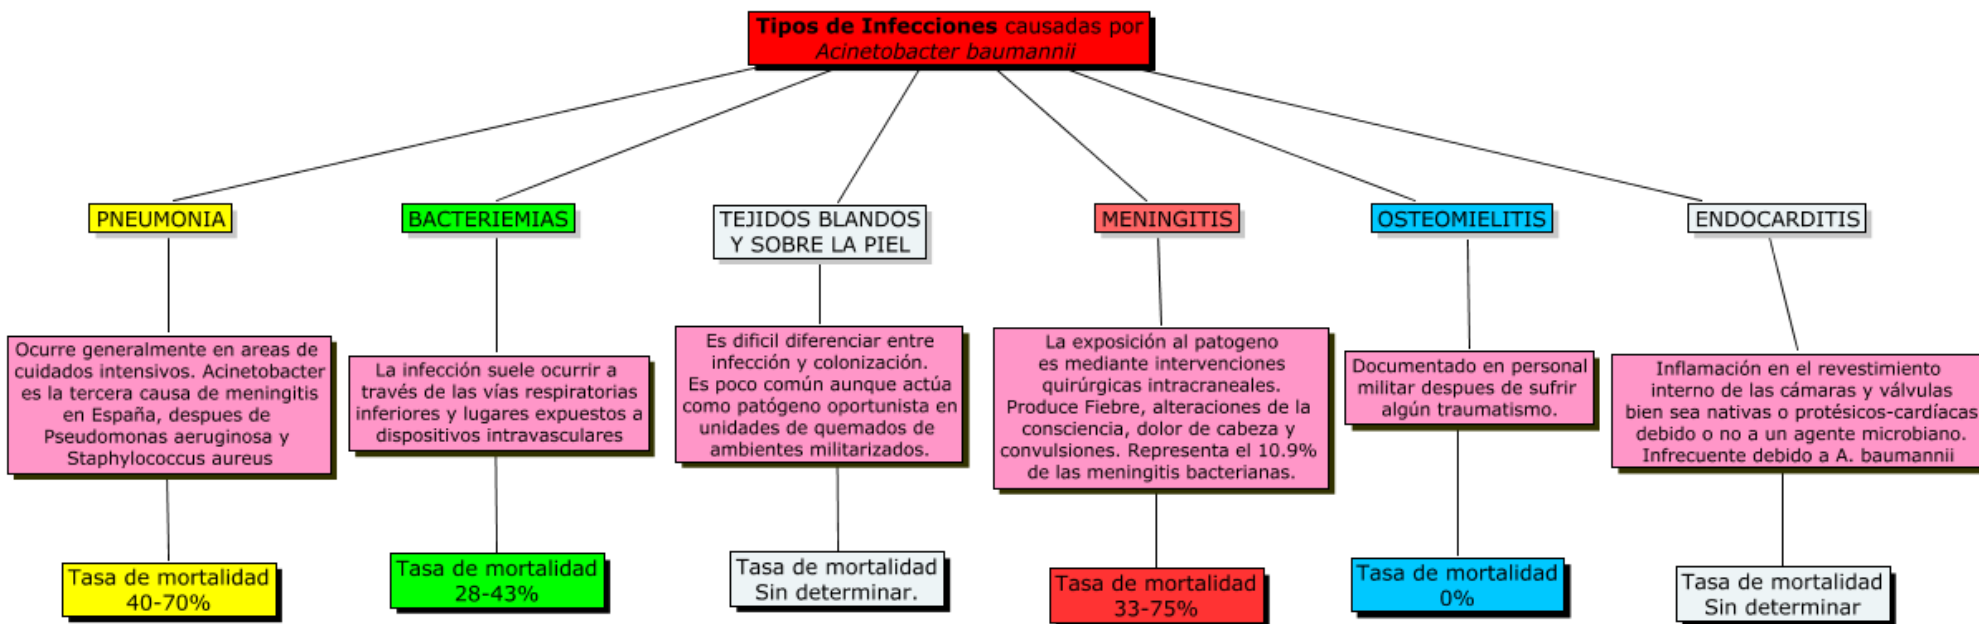 Tipos de Infecciones causadas por
Acinetobacter baumannii
PNEUMONIA
Ocurre generalmente en areas de
cuidados intensivos. Acinetobacter
es la tercera causa de meningitis
en España, despues de
Pseudomonas aeruginosa y
Staphylococcus aureus
Tasa de mortalidad
40-70%
BACTERIEMIAS
La infección suele ocurrir a
través de las vías respiratorias
inferiores y lugares expuestos a
dispositivos intravasculares
Tasa de mortalidad
28-43%
TEJIDOS BLANDOS
Y SOBRE LA PIEL
Es dificil diferenciar entre
infección y colonización.
Es poco común aunque actúa
como patógeno oportunista en
unidades de quemados de
ambientes militarizados.
Tasa de mortalidad
Sin determinar.
MENINGITIS
La exposición al patogeno
es mediante intervenciones
quirúrgicas intracraneales.
Produce Fiebre, alteraciones de la
consciencia, dolor de cabeza y
convulsiones. Representa el 10.9%
de las meningitis bacterianas.
Tasa de mortalidad
33-75%
OSTEOMIELITIS
Documentado en personal
militar despues de sufrir
algún traumatismo.
Tasa de mortalidad
0%
ENDOCARDITIS
Inflamación en el revestimiento
interno de las cámaras y válvulas
bien sea nativas o protésicos-cardíacas
debido o no a un agente microbiano.
Infrecuente debido a A. baumannii
Tasa de mortalidad
Sin determinar